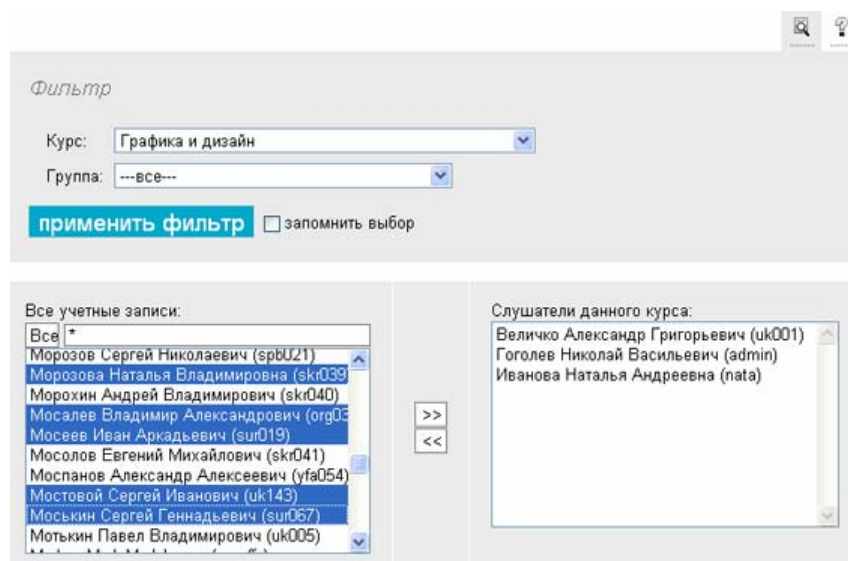 Фильтр
Курс: Графика и дизайн
Группа: ---все---
применить фильтр запомнить выбор
Все учетные записи:
Все *
Морозов Сергей Николаевич (spb021)
Морозова Наталья Владимировна (skr039
Морохин Андрей Владимирович (skr040)
Мосалев Владимир Александрович (org03
Мосеев Иван Аркадьевич (sur019)
Мосолов Евгений Михайлович (skr041)
Моспанов Александр Алексеевич (yfa054)
Мостовой Сергей Иванович (uk143)
Моськин Сергей Геннадьевич (sur067)
Мотькин Павел Владимирович (uk005)
>>
<<
Слушатели данного курса:
Величко Александр Григорьевич (uk001)
Гоголев Николай Васильевич (admin)
Иванова Наталья Андреевна (nata)